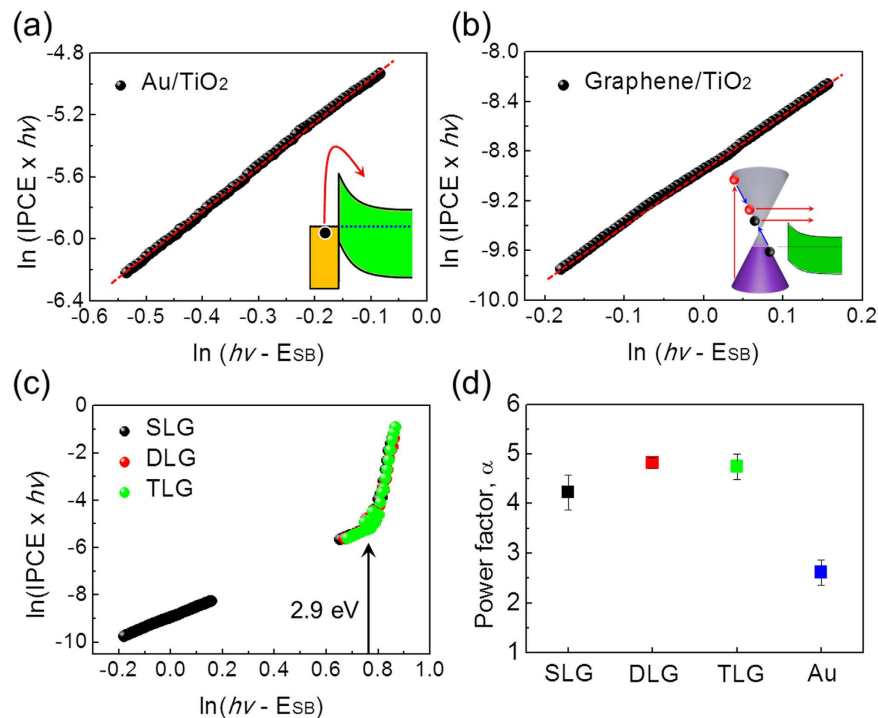 (a)
-4.8
-5.2
-5.6
-6.0
-6.4
ln (IPCE x hν)
Au/TiO₂
-0.6 -0.5 -0.4 -0.3 -0.2 -0.1 0.0
ln (hν - ESB)
(b)
-8.0
-8.4
-8.8
-9.2
-9.6
-10.0
ln (IPCE x hν)
Graphene/TiO₂
-0.2 -0.1 0.0 0.1 0.2
ln (hν - ESB)
(c)
0
-2
-4
-6
-8
-10
ln(IPCE x hν)
SLG
DLG
TLG
2.9 eV
-0.2 0.0 0.2 0.4 0.6 0.8 1.0
ln(hν - ESB)
(d)
6
5
4
3
2
1
Power factor, α
SLG DLG TLG Au